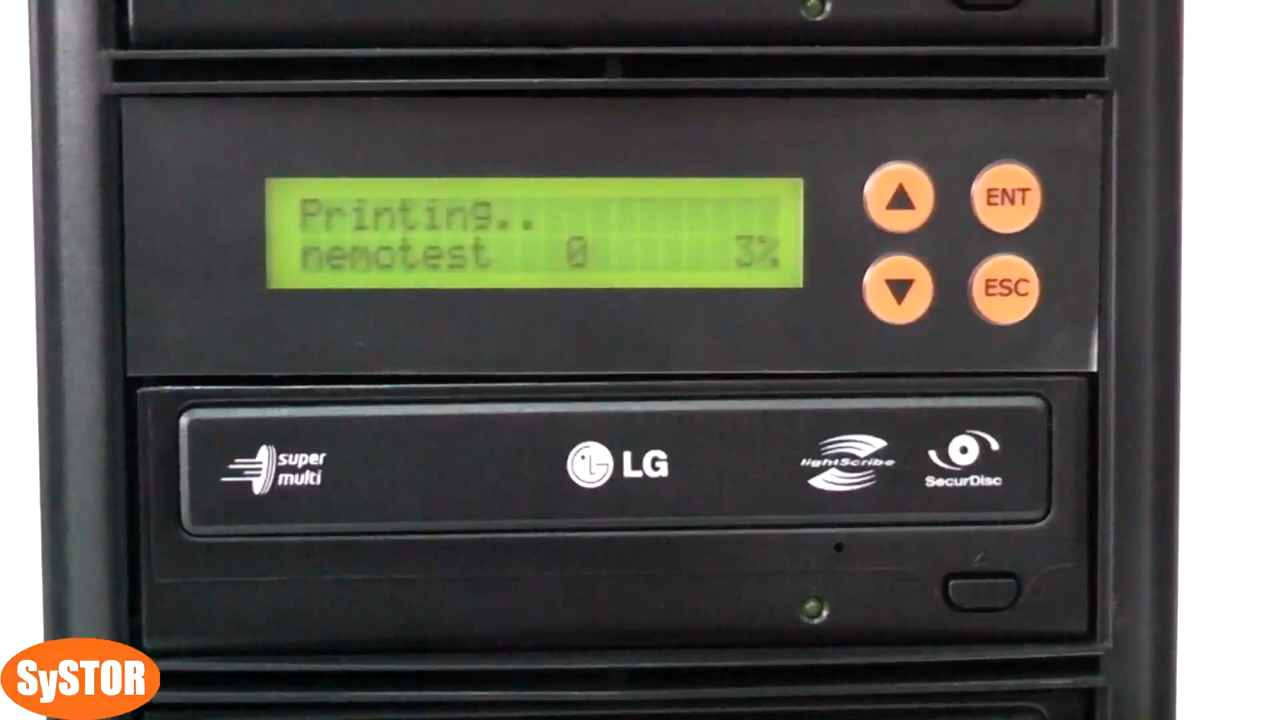 Printing..
nemotest 0 3%
▲ ENT
▼ ESC
super multi
LG
lightScribe
SecurDisc
SySTOR